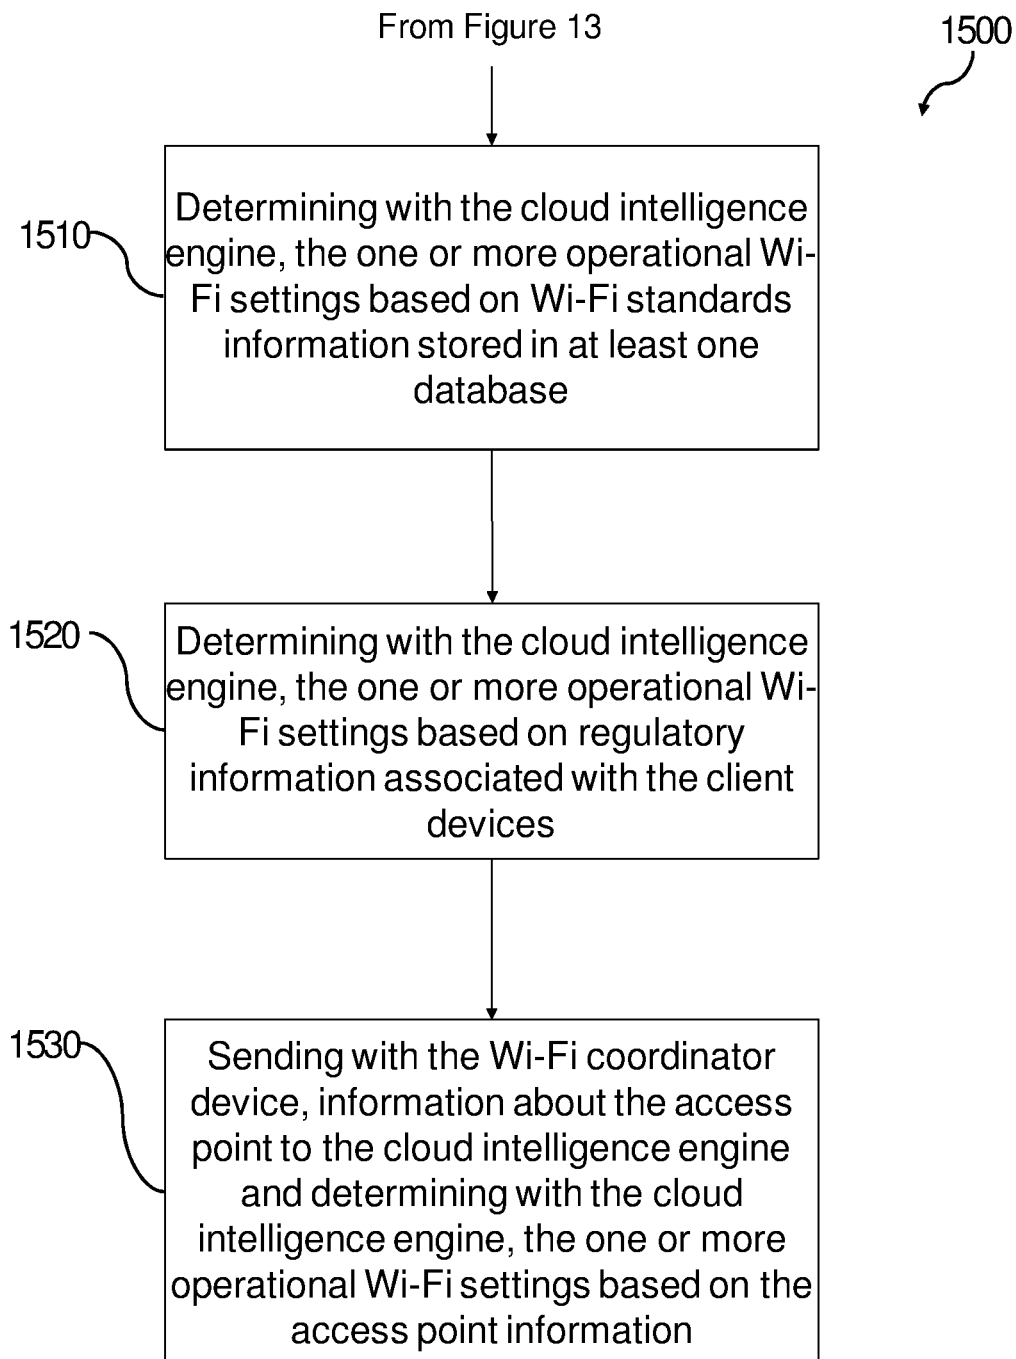 From Figure 13
1500
1510
Determining with the cloud intelligence
engine, the one or more operational Wi-
Fi settings based on Wi-Fi standards
information stored in at least one
database
1520
Determining with the cloud intelligence
engine, the one or more operational Wi-
Fi settings based on regulatory
information associated with the client
devices
1530
Sending with the Wi-Fi coordinator
device, information about the access
point to the cloud intelligence engine
and determining with the cloud
intelligence engine, the one or more
operational Wi-Fi settings based on the
access point information